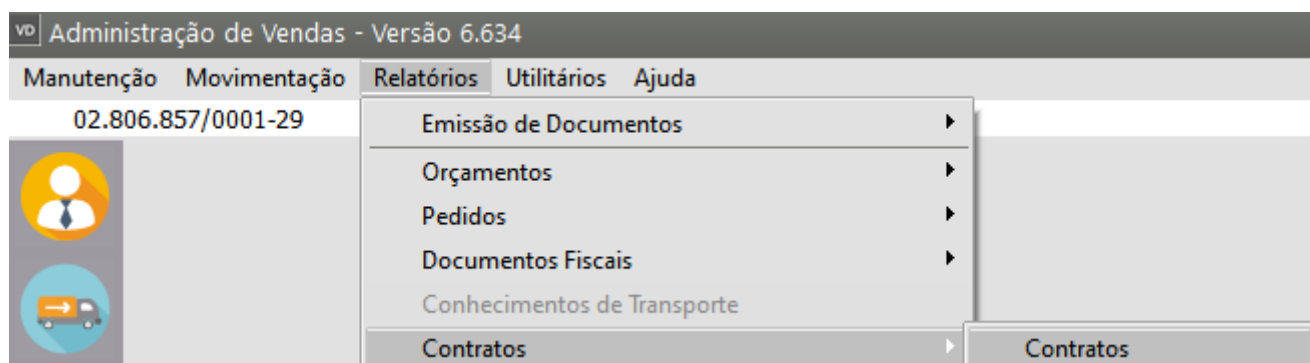 VD Administração de Vendas - Versão 6.634
Manutenção Movimentação Relatórios Utilitários Ajuda
02.806.857/0001-29
Emissão de Documentos
Orçamentos
Pedidos
Documentos Fiscais
Conhecimentos de Transporte
Contratos Contratos